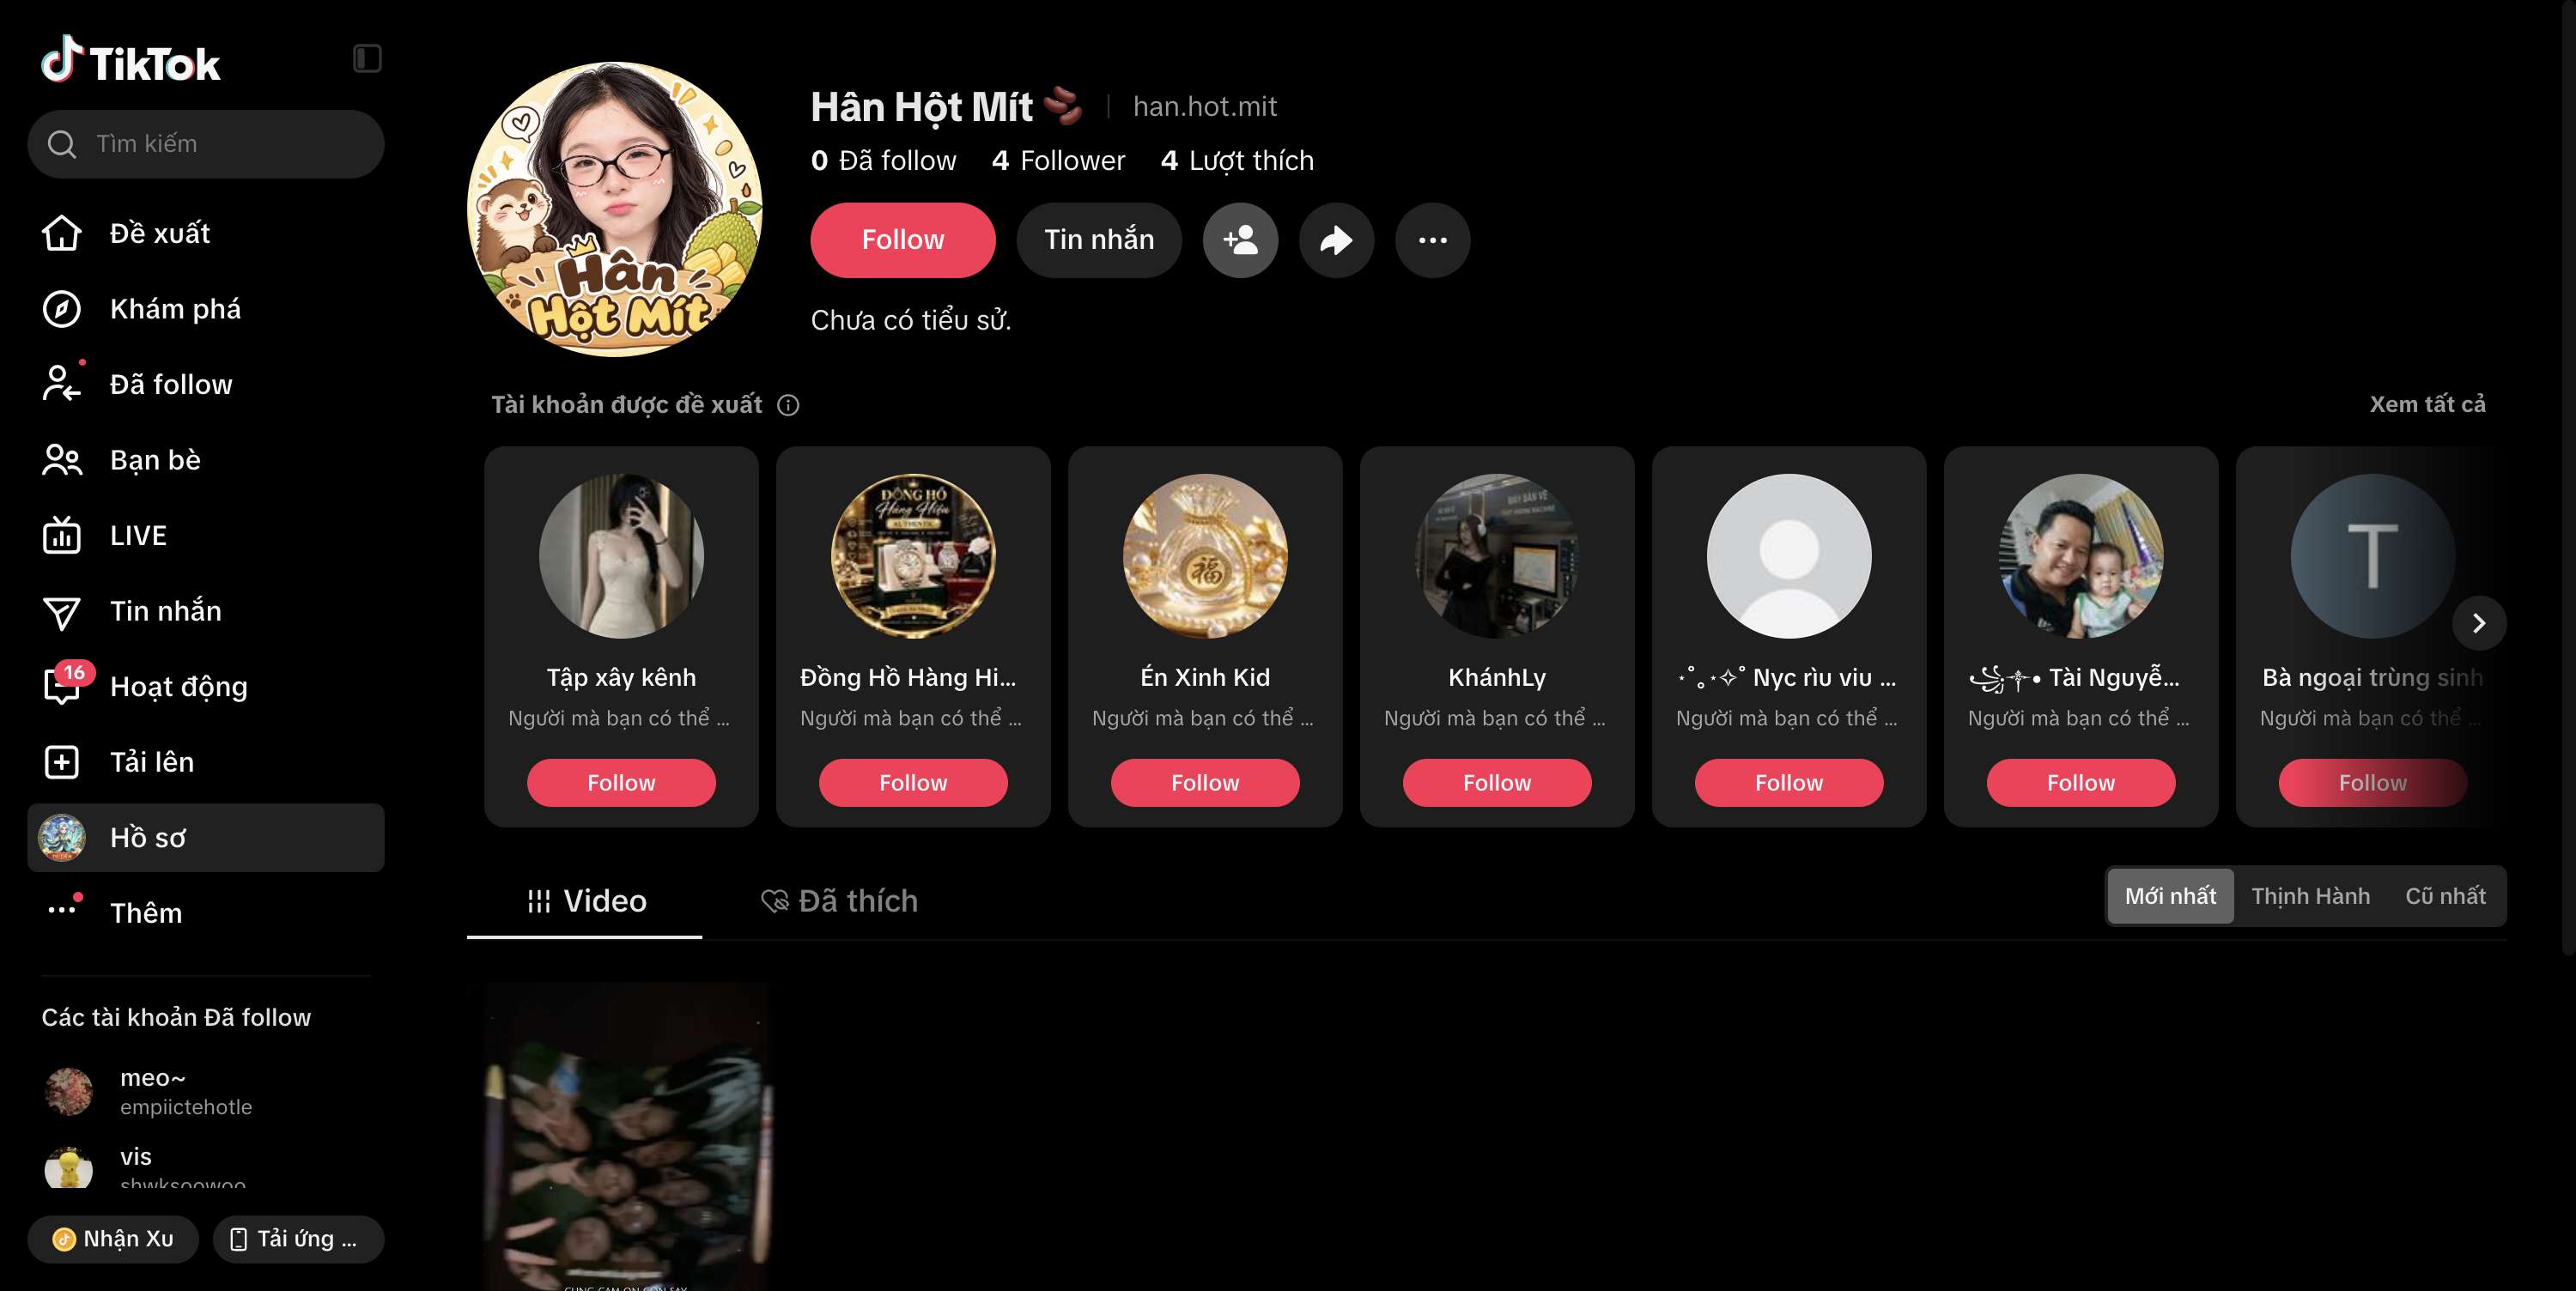 TikTok
Tìm kiếm
Đề xuất
Khám phá
Đã follow
Bạn bè
LIVE
Tin nhắn
16
Hoạt động
Tải lên
Hồ sơ
Thêm
Các tài khoản Đã follow
meo~
empiictehotle
vis
shwksoowoo
Nhận Xu
Tải ứng ...
Hân
Hột Mít
Hân Hột Mít
han.hot.mit
0 Đã follow 4 Follower 4 Lượt thích
Follow
Tin nhắn
Chưa có tiểu sử.
Tài khoản được đề xuất
Xem tất cả
ĐỒNG HỒ
Hàng Hiệu
AUTHENTIC
福
T
Tập xây kênh
Người mà bạn có thể ...
Follow
Đồng Hồ Hàng Hi...
Người mà bạn có thể ...
Follow
Én Xinh Kid
Người mà bạn có thể ...
Follow
KhánhLy
Người mà bạn có thể ...
Follow
⋆˚｡⋆✧˚ Nyc rìu viu ...
Người mà bạn có thể ...
Follow
꧁༒• Tài Nguyễ...
Người mà bạn có thể ...
Follow
Bà ngoại trùng sinh
Người mà bạn có thể ...
Follow
Video
Đã thích
Mới nhất
Thịnh Hành
Cũ nhất